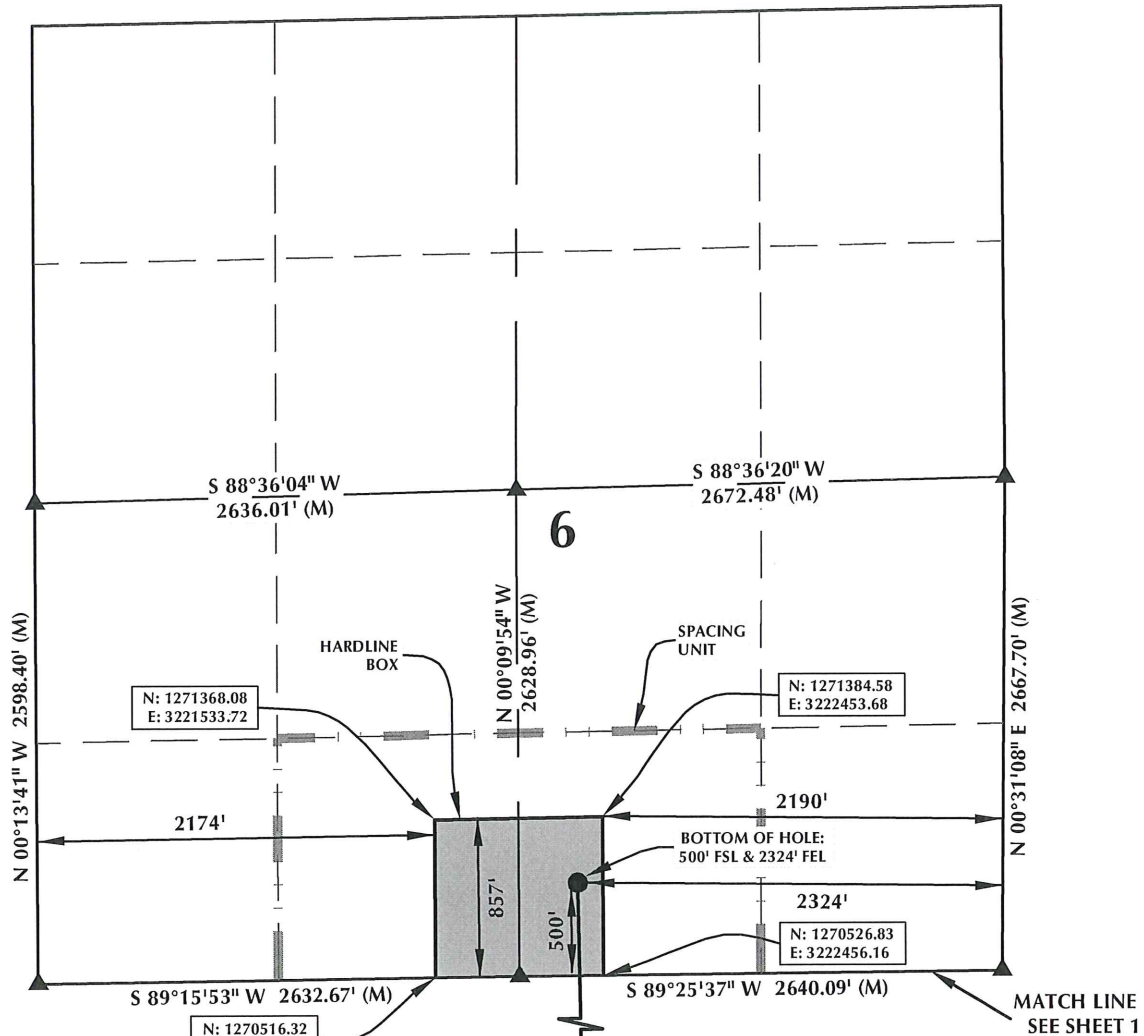 S 88°36'04" W
2636.01' (M)
S 88°36'20" W
2672.48' (M)
6
N 00°13'41" W 2598.40' (M)
N 00°09'54" W
2628.96' (M)
N 00°31'08" E 2667.70' (M)
HARDLINE
BOX
SPACING
UNIT
N: 1271368.08
E: 3221533.72
N: 1271384.58
E: 3222453.68
2174'
2190'
BOTTOM OF HOLE:
500' FSL & 2324' FEL
857'
500'
2324'
N: 1270526.83
E: 3222456.16
S 89°15'53" W 2632.67' (M)
S 89°25'37" W 2640.09' (M)
MATCH LINE
SEE SHEET 1
N: 1270516.32